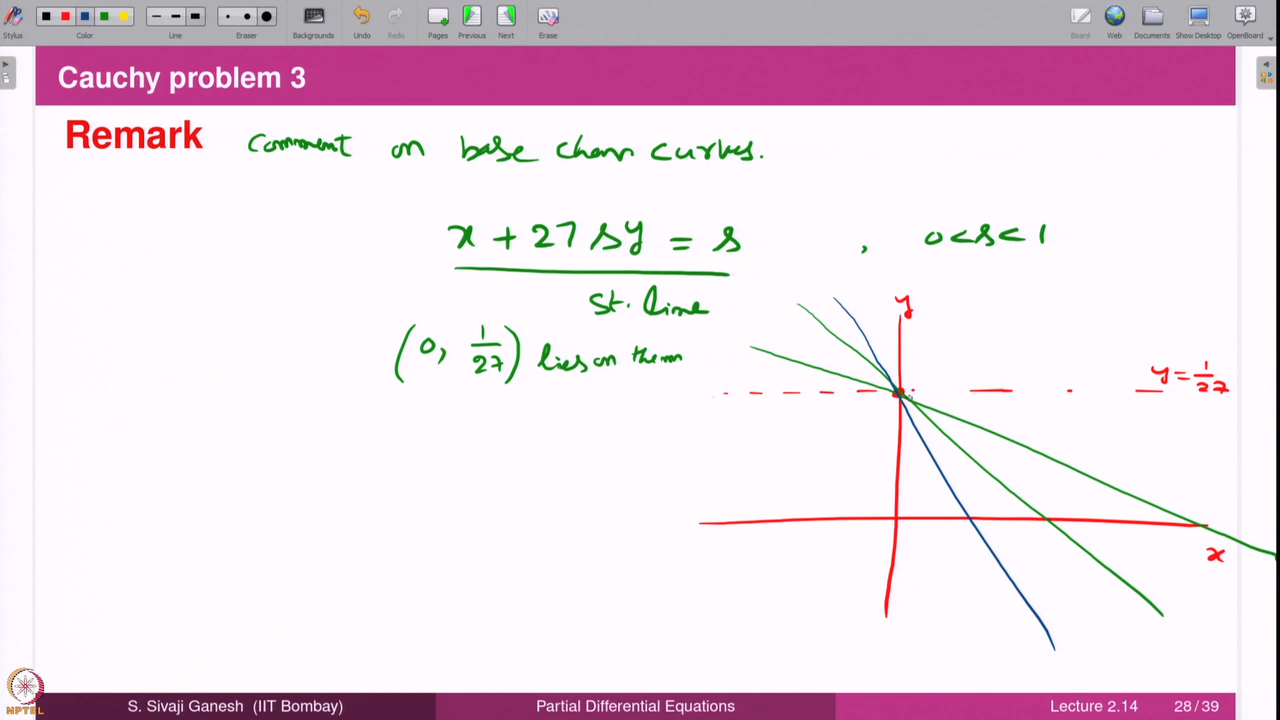 Stylus Color Line Eraser Backgrounds Undo Redo Pages Previous Next Erase Board Web Documents Show Desktop OpenBoard
Cauchy problem 3
Remark comment on base char curves.
x + 27 s y = s , 0 < s < 1
st. line
(0, 1/27) lies on them
y
y = 1/27
x
NPTEL
S. Sivaji Ganesh (IIT Bombay) Partial Differential Equations Lecture 2.14 28 / 39